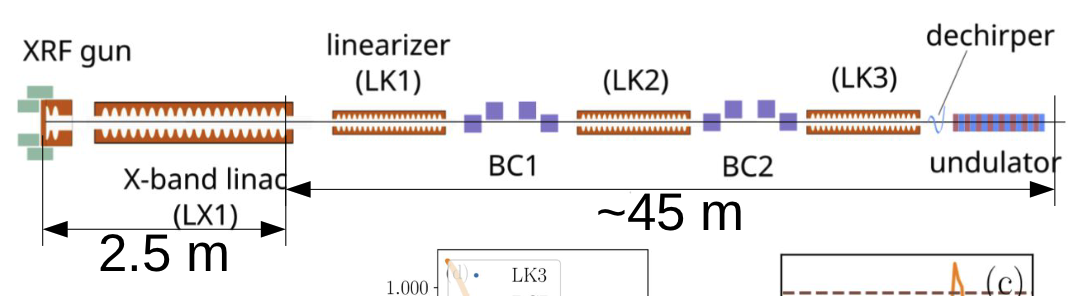 XRF gun
linearizer
(LK1)
(LK2)
(LK3)
dechirper
X-band linac
(LX1)
BC1
BC2
undulator
2.5 m
~45 m
1.000
(d)
LK3
(c)